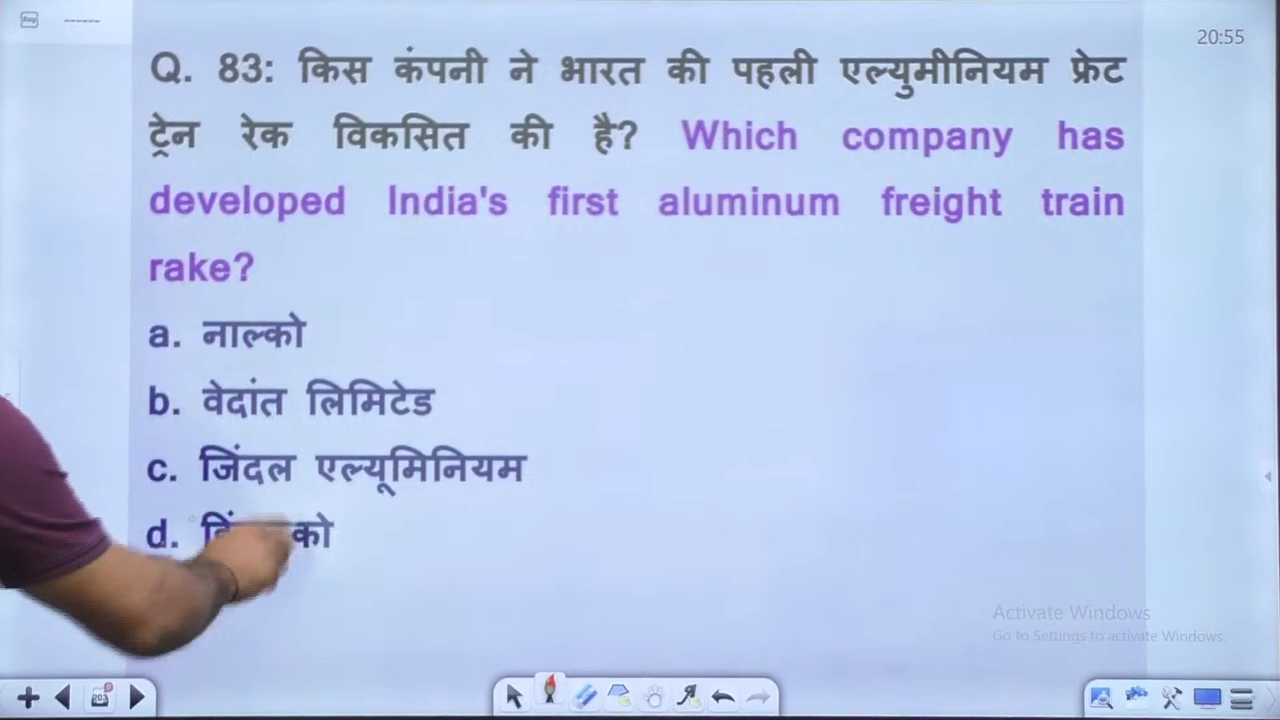 20:55
Q. 83: किस कंपनी ने भारत की पहली एल्युमीनियम फ्रेट
ट्रेन रेक विकसित की है? Which company has
developed India's first aluminum freight train
rake?
a. नाल्को
b. वेदांत लिमिटेड
c. जिंदल एल्यूमिनियम
d.
Activate Windows
Go to Settings to activate Windows.
203